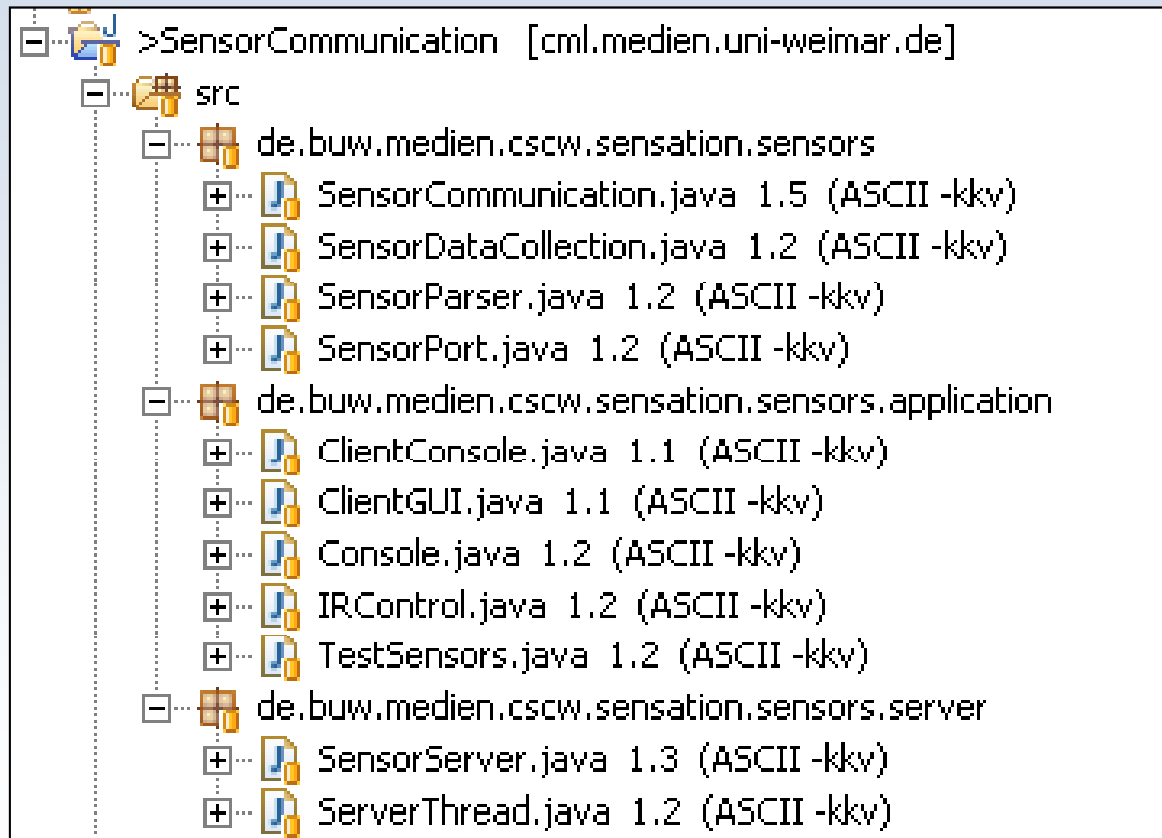 >SensorCommunication [cml.medien.uni-weimar.de]
src
de.buw.medien.cscw.sensation.sensors
SensorCommunication.java 1.5 (ASCII -kkv)
SensorDataCollection.java 1.2 (ASCII -kkv)
SensorParser.java 1.2 (ASCII -kkv)
SensorPort.java 1.2 (ASCII -kkv)
de.buw.medien.cscw.sensation.sensors.application
ClientConsole.java 1.1 (ASCII -kkv)
ClientGUI.java 1.1 (ASCII -kkv)
Console.java 1.2 (ASCII -kkv)
IRControl.java 1.2 (ASCII -kkv)
TestSensors.java 1.2 (ASCII -kkv)
de.buw.medien.cscw.sensation.sensors.server
SensorServer.java 1.3 (ASCII -kkv)
ServerThread.java 1.2 (ASCII -kkv)